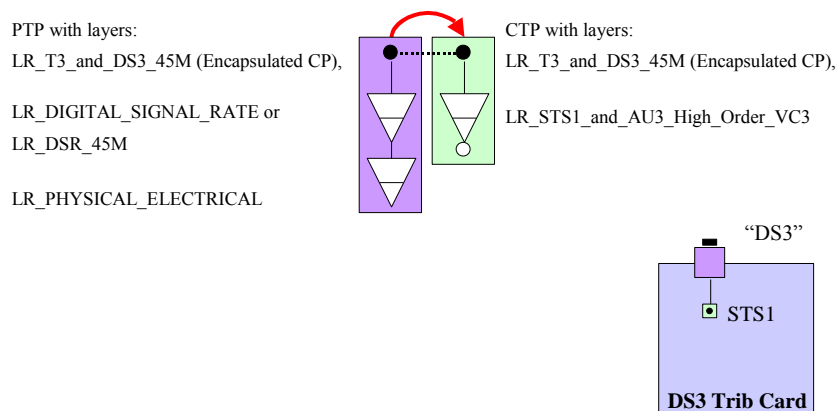 PTP with layers:
LR_T3_and_DS3_45M (Encapsulated CP),
LR_DIGITAL_SIGNAL_RATE or
LR_DSR_45M
LR_PHYSICAL_ELECTRICAL
CTP with layers:
LR_T3_and_DS3_45M (Encapsulated CP),
LR_STS1_and_AU3_High_Order_VC3
“DS3”
STS1
DS3 Trib Card